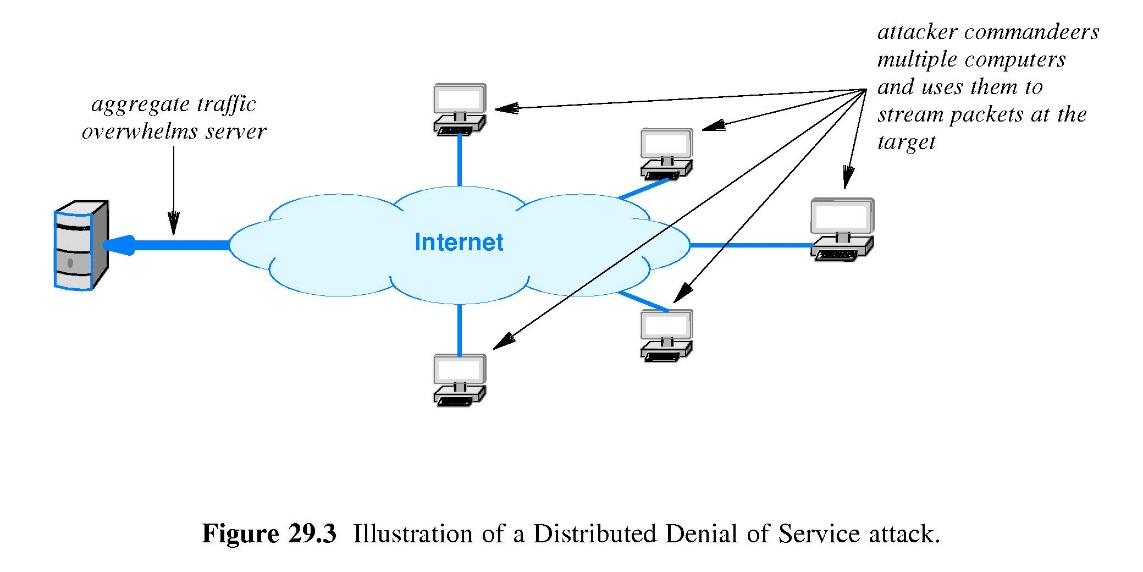 attacker commandeers
multiple computers
and uses them to
stream packets at the
target
aggregate traffic
overwhelms server
Internet
Figure 29.3 Illustration of a Distributed Denial of Service attack.